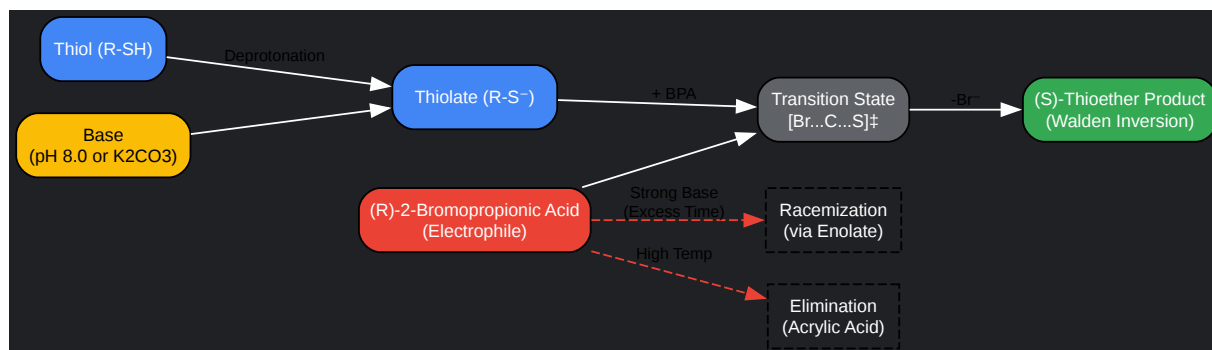 Thiol (R-SH)
Deprotonation
Base
(pH 8.0 or K2CO3)
Thiolate (R-S⁻)
+ BPA
Transition State
[Br...C...S]‡
-Br⁻
(S)-Thioether Product
(Walden Inversion)
(R)-2-Bromopropionic Acid
(Electrophile)
Strong Base
(Excess Time)
Racemization
(via Enolate)
High Temp
Elimination
(Acrylic Acid)